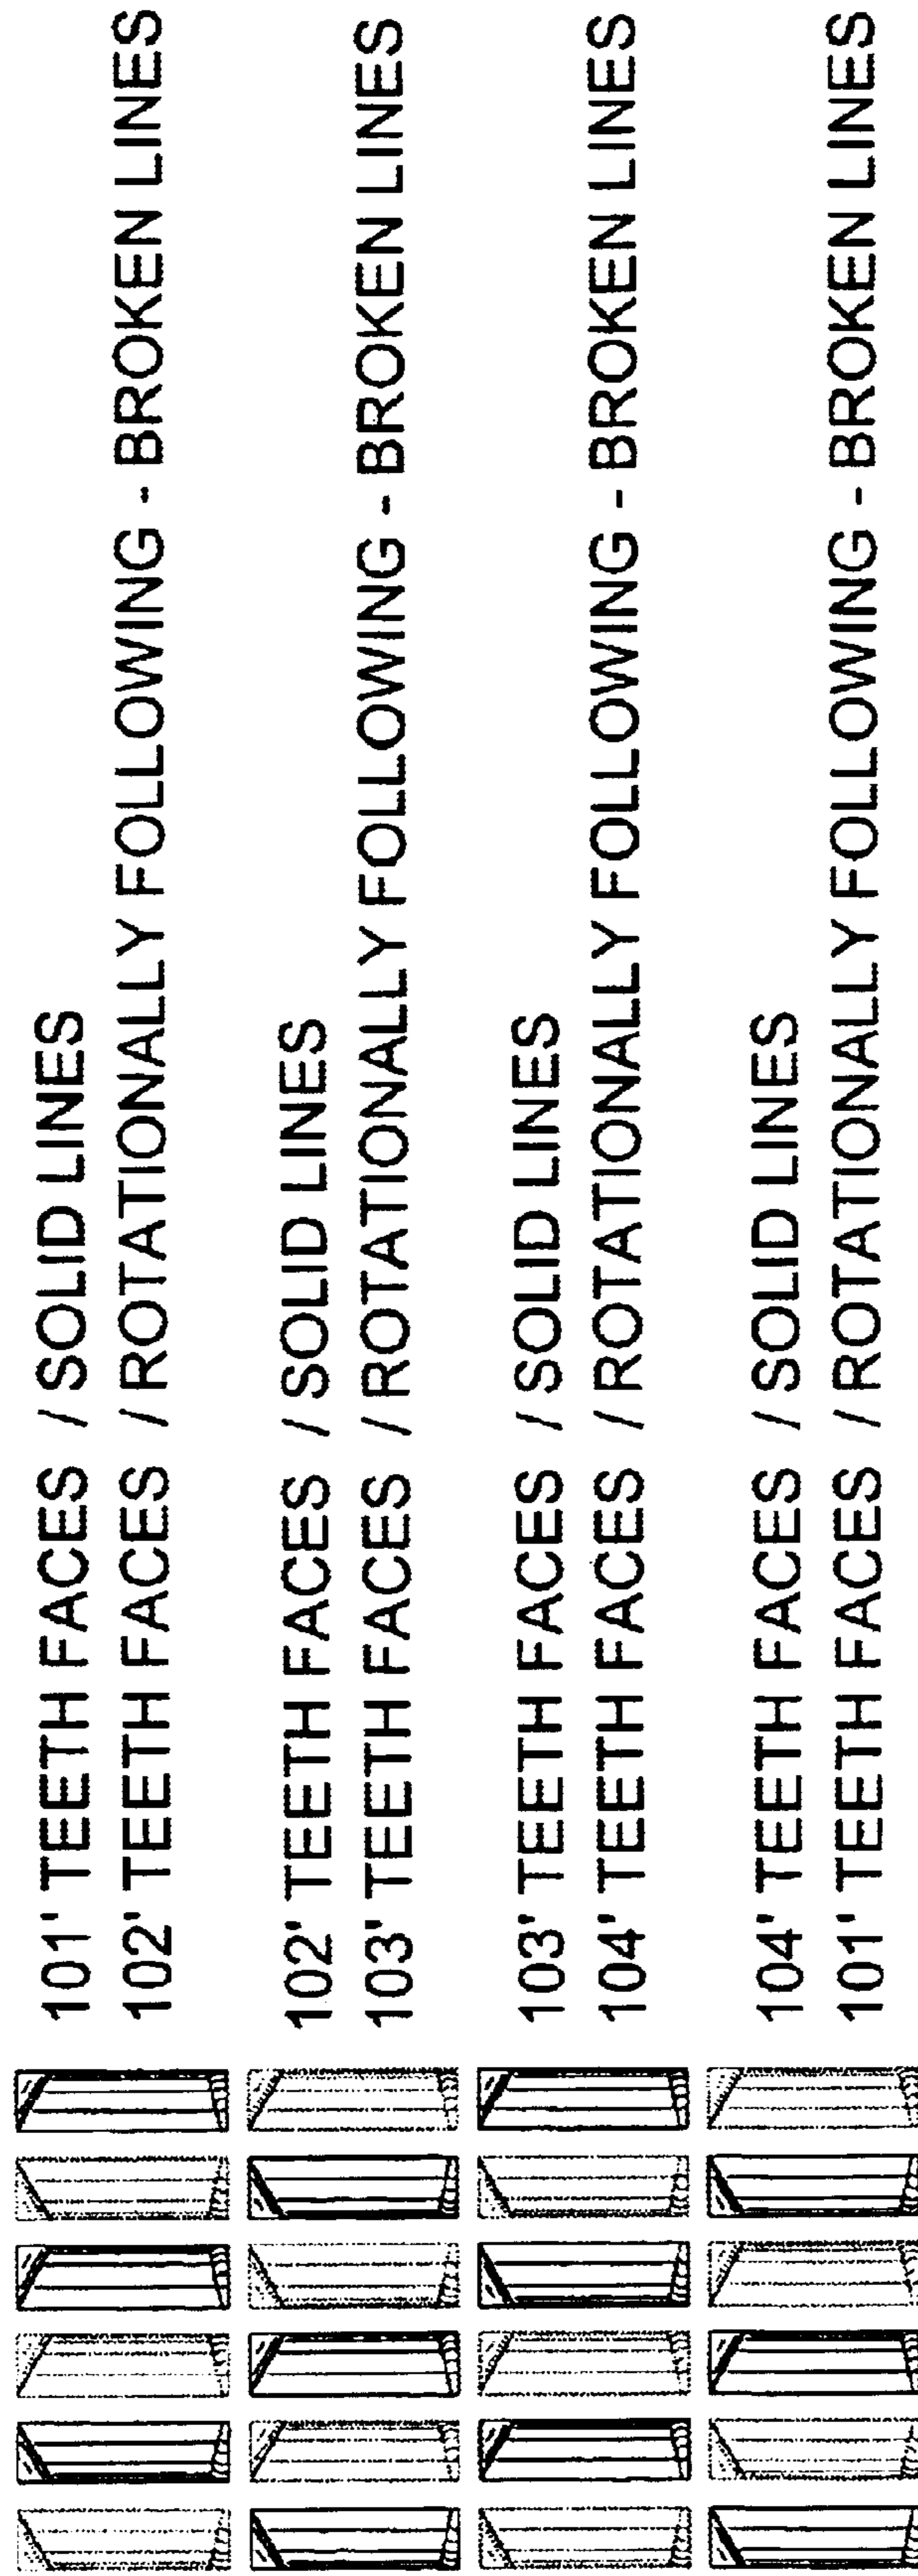 101' TEETH FACES / SOLID LINES
102' TEETH FACES / ROTATIONALLY FOLLOWING - BROKEN LINES
102' TEETH FACES / SOLID LINES
103' TEETH FACES / ROTATIONALLY FOLLOWING - BROKEN LINES
103' TEETH FACES / SOLID LINES
104' TEETH FACES / ROTATIONALLY FOLLOWING - BROKEN LINES
104' TEETH FACES / SOLID LINES
101' TEETH FACES / ROTATIONALLY FOLLOWING - BROKEN LINES